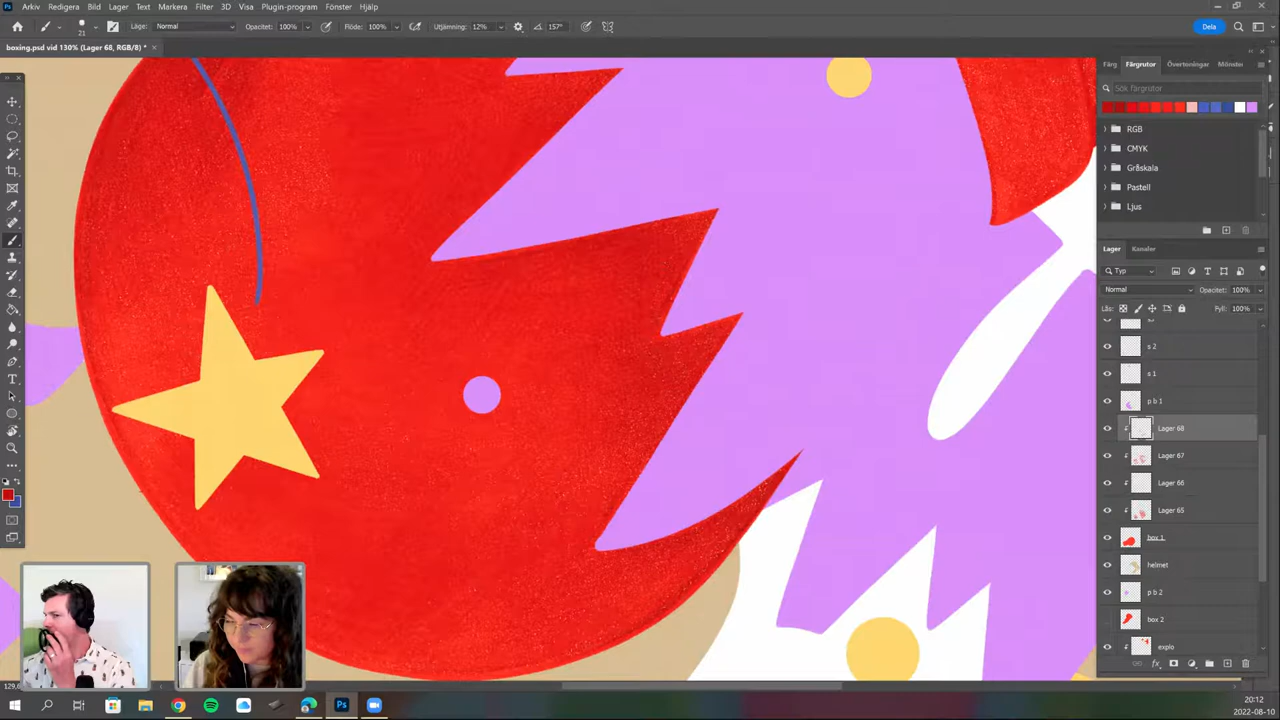 Arkiv Redigera Bild Lager Text Markera Filter 3D Visa Plugin-program Fönster Hjälp
21 Läge: Normal Opacitet: 100% Flöde: 100% Utjämning: 12% 157° Dela
boxing.psd vid 130% (Lager 68, RGB/8) *
Färg Färgrutor Övertoningar Mönster
Sök färgrutor
RGB
CMYK
Gråskala
Pastell
Ljus
Lager Kanaler
Typ
Normal Opacitet: 100%
Lås: Fyll: 100%
s 2
s 1
p b 1
Lager 68
Lager 67
Lager 66
Lager 65
box 1
helmet
p b 2
box 2
explo
20:12
2022-08-10